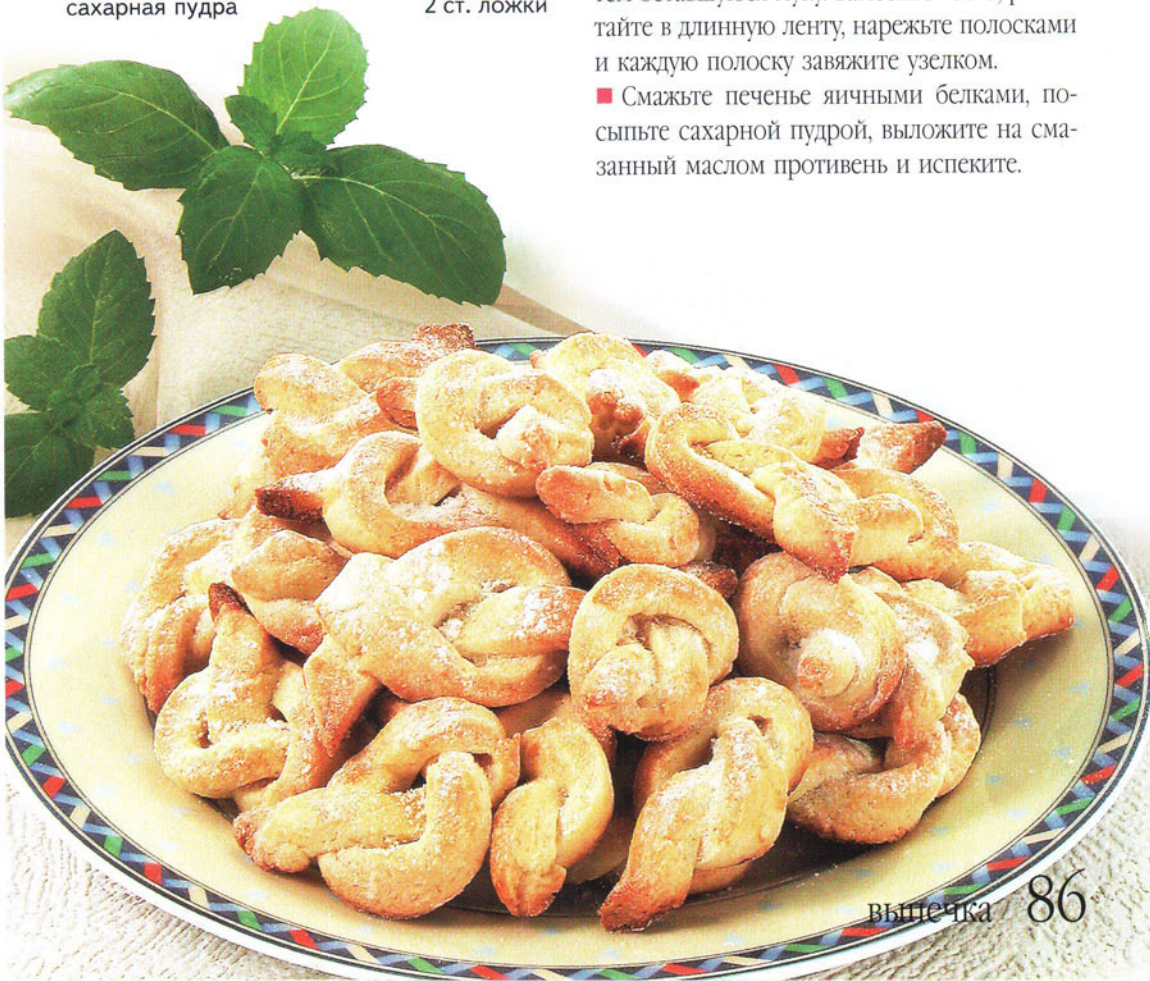 сахарная пудра 2 ст. ложки
тайте в длинную ленту, нарежьте полосками
и каждую полоску завяжите узелком.
■ Смажьте печенье яичными белками, по-
сыпьте сахарной пудрой, выложите на сма-
занный маслом противень и испеките.
выпечка / 86